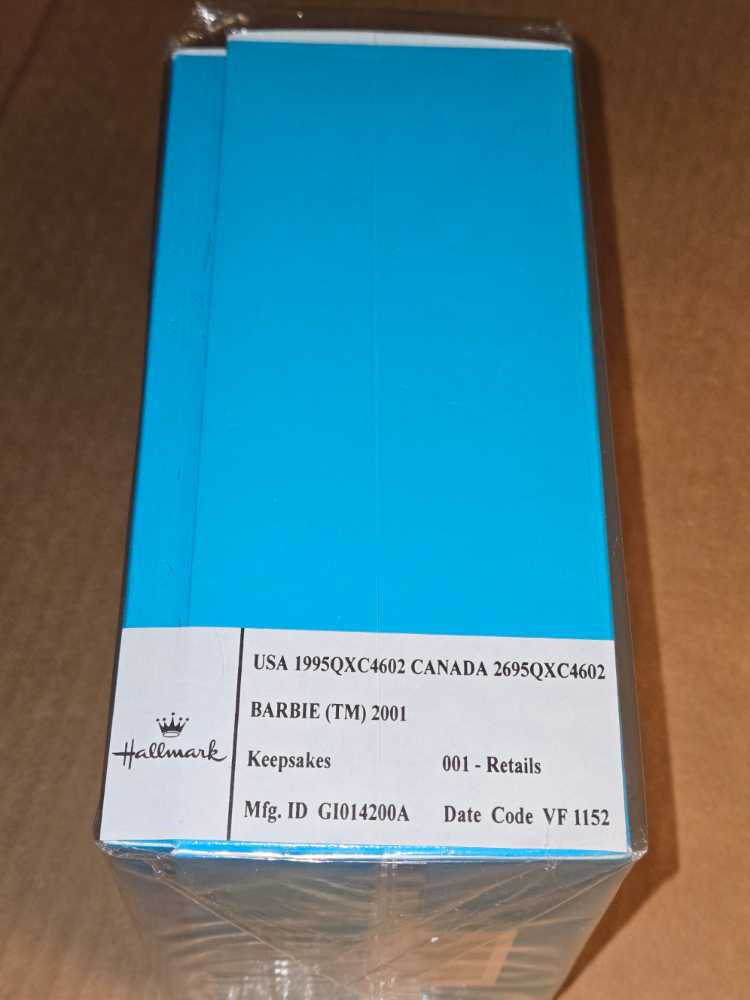 USA 1995QXC4602 CANADA 2695QXC4602
BARBIE (TM) 2001
Hallmark
Keepsakes 001 - Retails
Mfg. ID GI014200A Date Code VF 1152